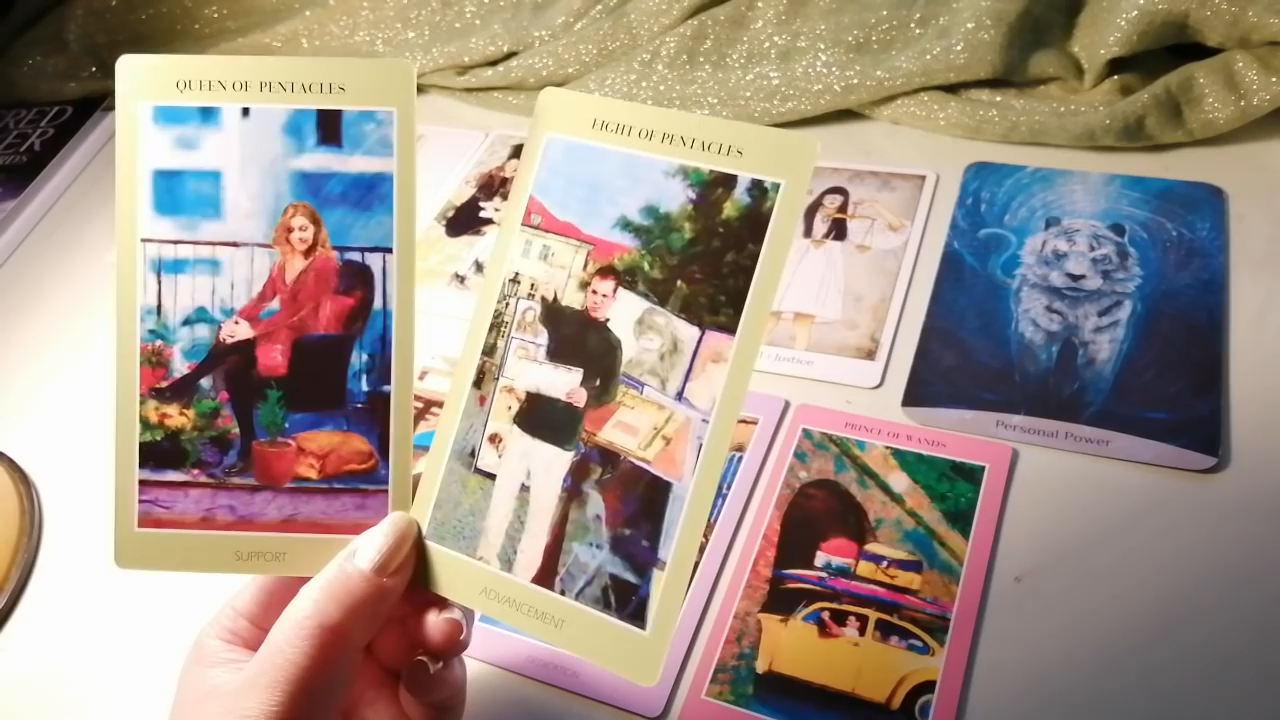 QUEEN OF PENTACLES
SUPPORT
EIGHT OF PENTACLES
ADVANCEMENT
Justice
Personal Power
PRINCE OF WANDS